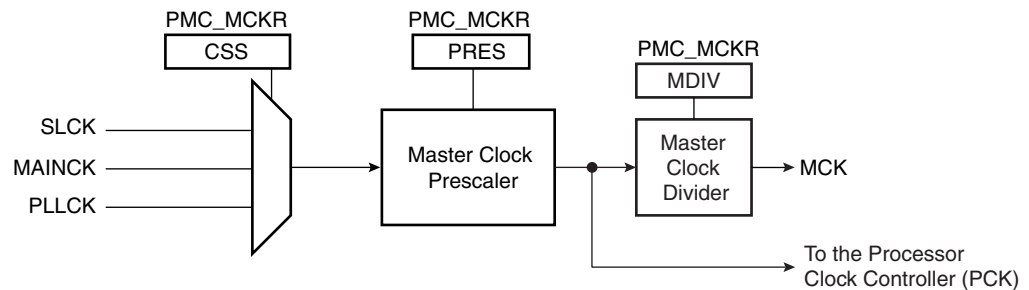 PMC_MCKR
CSS
PMC_MCKR
PRES
PMC_MCKR
MDIV
SLCK
MAINCK
PLLCK
Master Clock
Prescaler
Master
Clock
Divider
MCK
To the Processor
Clock Controller (PCK)